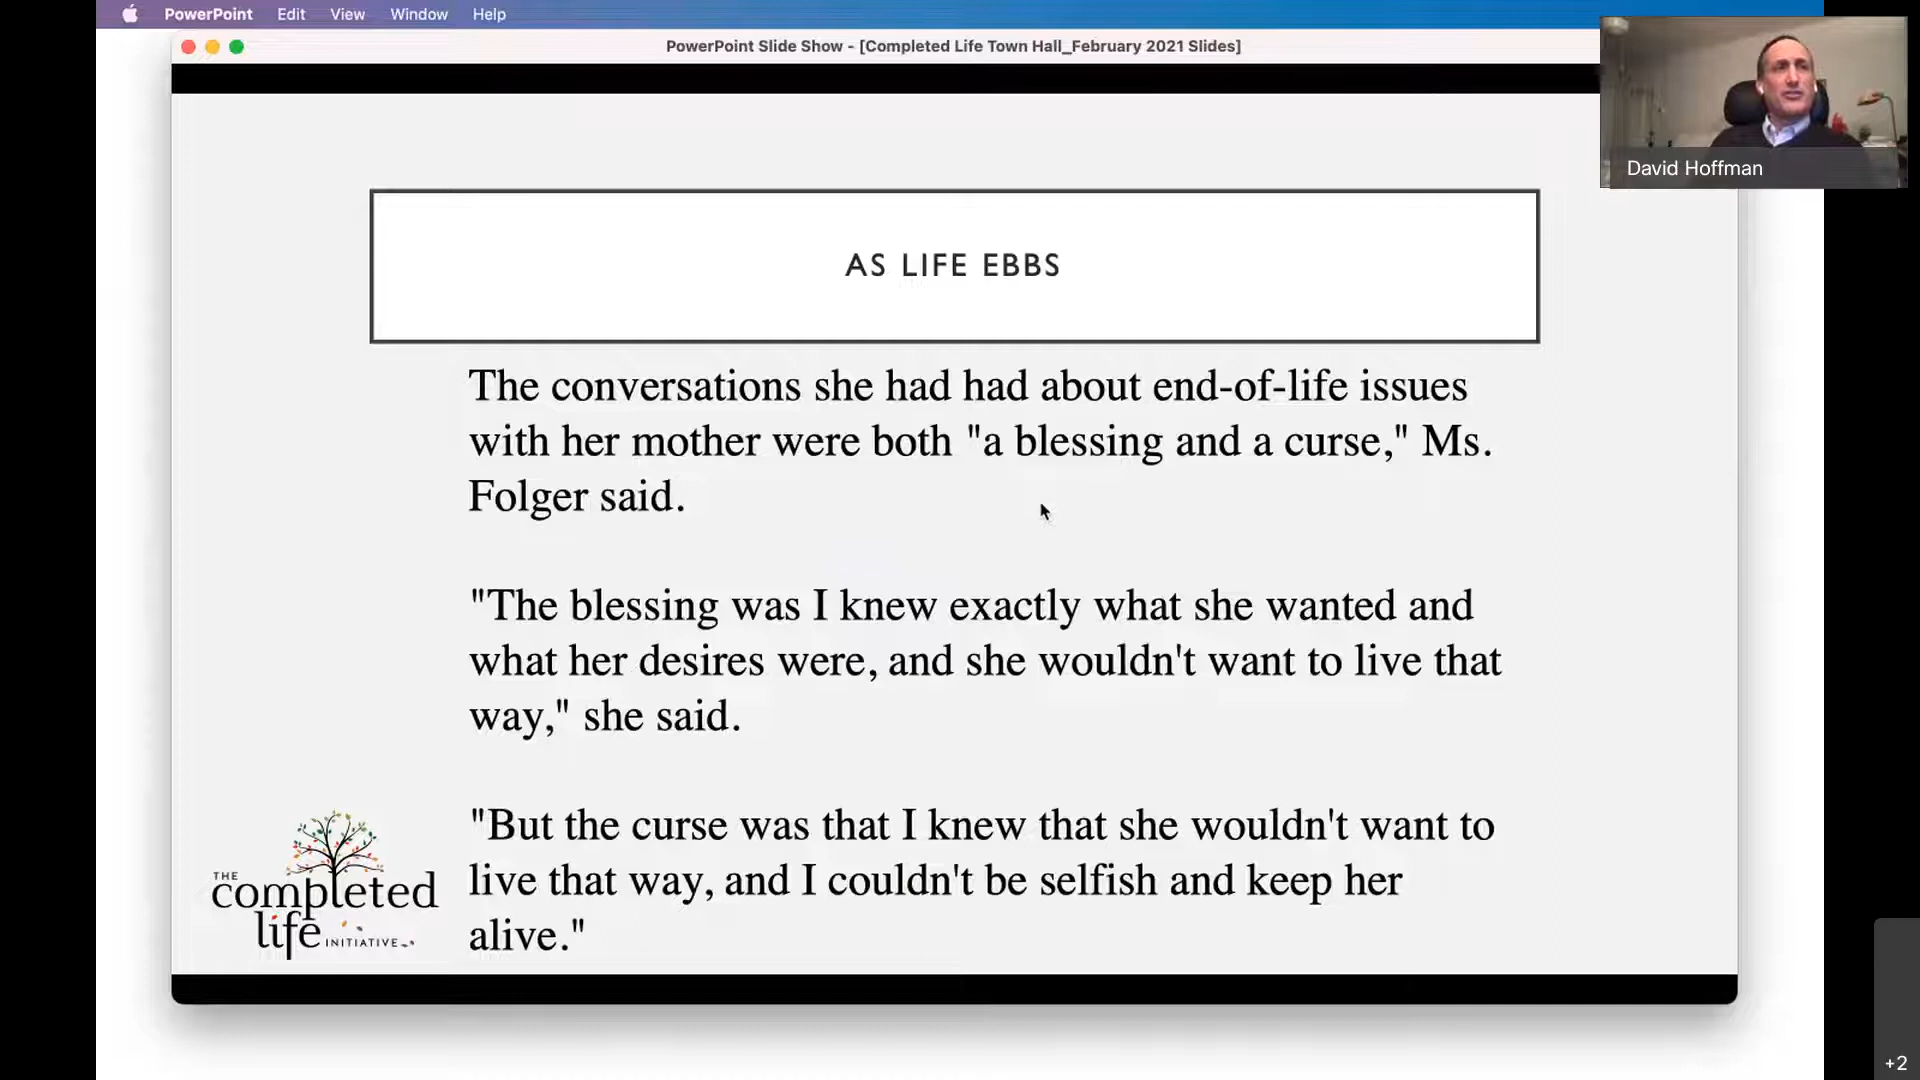 PowerPoint Edit View Window Help
PowerPoint Slide Show - [Completed Life Town Hall_February 2021 Slides]
David Hoffman
AS LIFE EBBS
The conversations she had had about end-of-life issues
with her mother were both "a blessing and a curse," Ms.
Folger said.
"The blessing was I knew exactly what she wanted and
what her desires were, and she wouldn't want to live that
way," she said.
"But the curse was that I knew that she wouldn't want to
live that way, and I couldn't be selfish and keep her
alive."
THE
completed
life INITIATIVE
+2